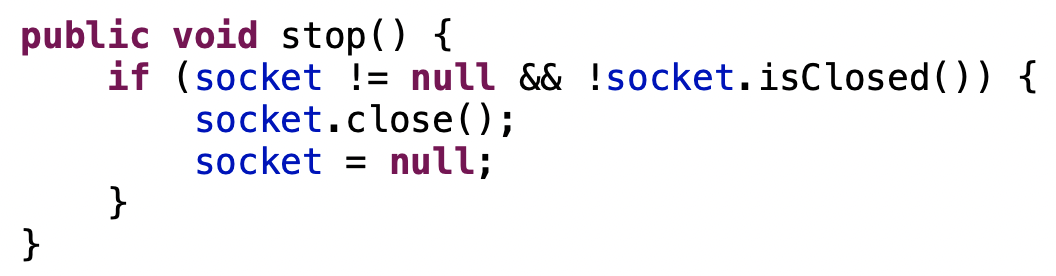 public void stop() {
    if (socket != null && !socket.isClosed()) {
        socket.close();
        socket = null;
    }
}